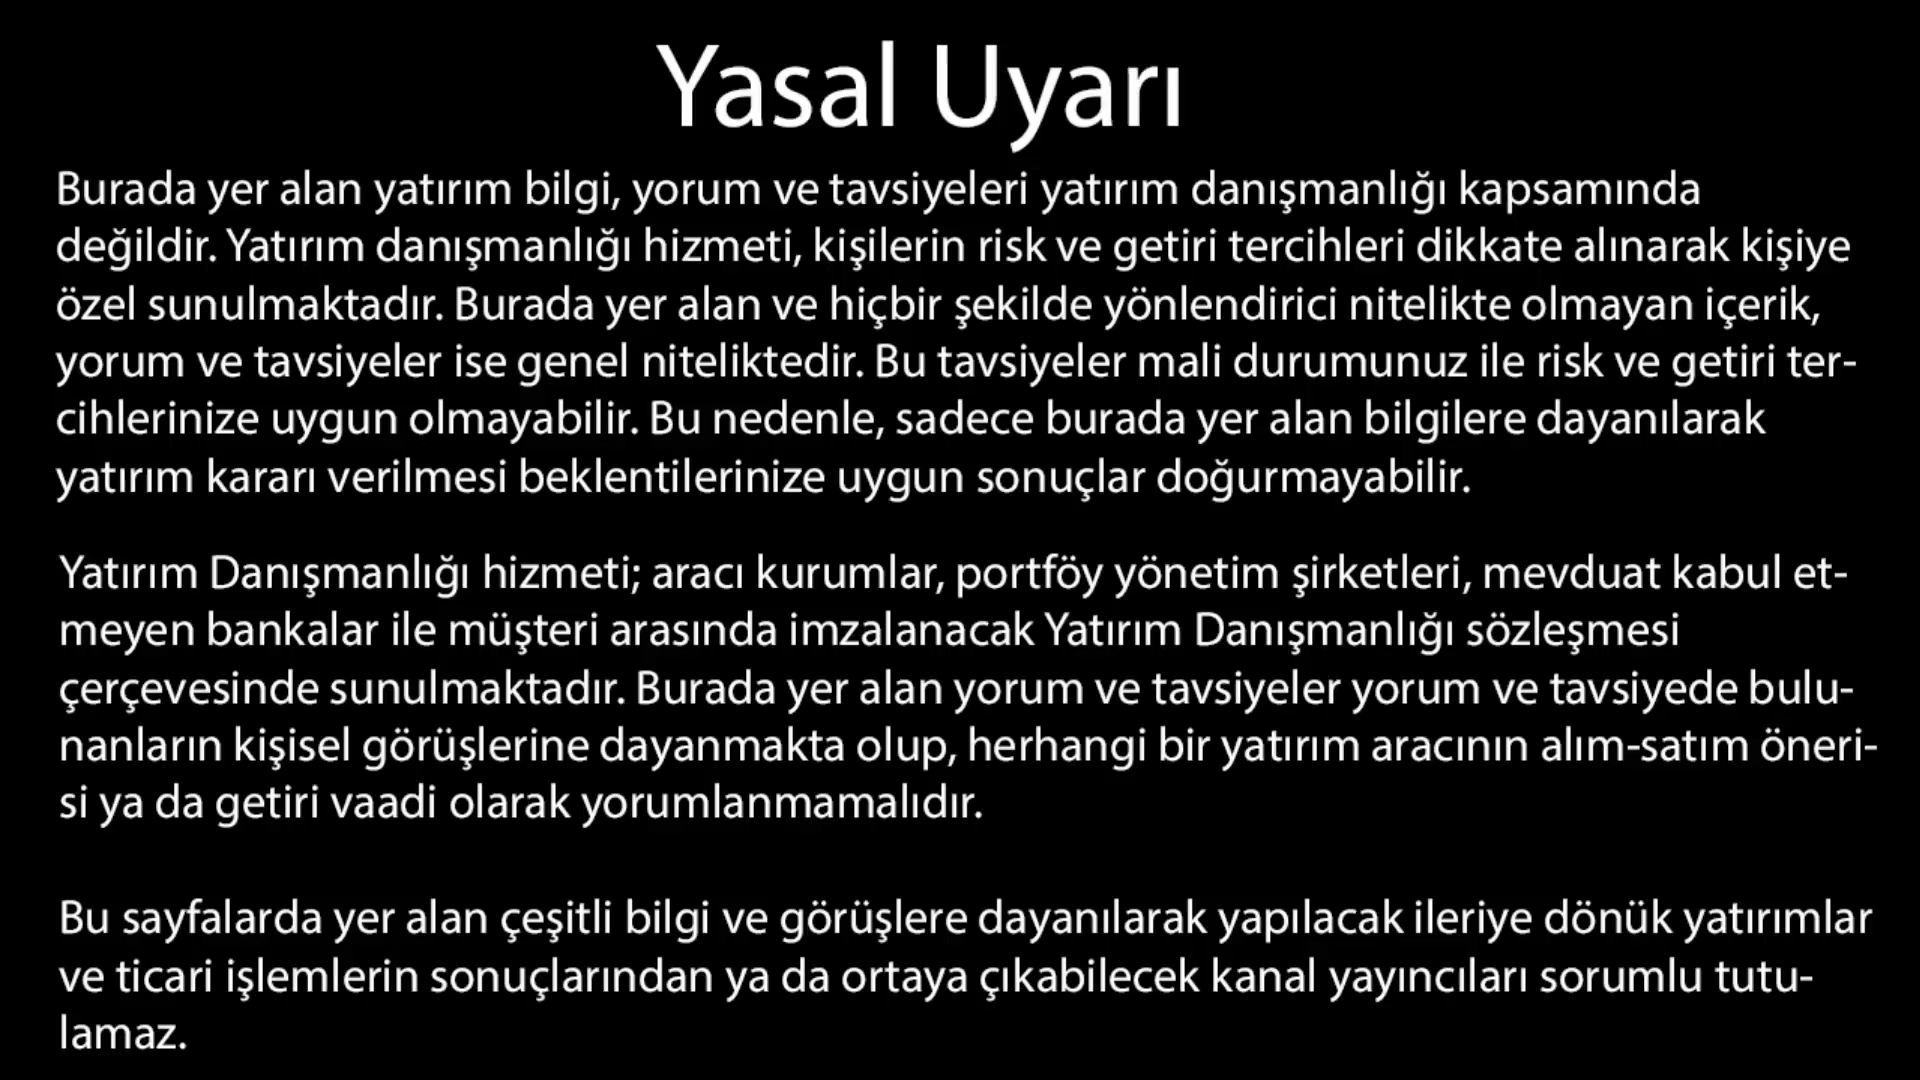 Yasal Uyarı
Burada yer alan yatırım bilgi, yorum ve tavsiyeleri yatırım danışmanlığı kapsamında
değildir. Yatırım danışmanlığı hizmeti, kişilerin risk ve getiri tercihleri dikkate alınarak kişiye
özel sunulmaktadır. Burada yer alan ve hiçbir şekilde yönlendirici nitelikte olmayan içerik,
yorum ve tavsiyeler ise genel niteliktedir. Bu tavsiyeler mali durumunuz ile risk ve getiri ter-
cihlerinize uygun olmayabilir. Bu nedenle, sadece burada yer alan bilgilere dayanılarak
yatırım kararı verilmesi beklentilerinize uygun sonuçlar doğurmayabilir.
Yatırım Danışmanlığı hizmeti; aracı kurumlar, portföy yönetim şirketleri, mevduat kabul et-
meyen bankalar ile müşteri arasında imzalanacak Yatırım Danışmanlığı sözleşmesi
çerçevesinde sunulmaktadır. Burada yer alan yorum ve tavsiyeler yorum ve tavsiyede bulu-
nanların kişisel görüşlerine dayanmakta olup, herhangi bir yatırım aracının alım-satım öneri-
si ya da getiri vaadi olarak yorumlanmamalıdır.
Bu sayfalarda yer alan çeşitli bilgi ve görüşlere dayanılarak yapılacak ileriye dönük yatırımlar
ve ticari işlemlerin sonuçlarından ya da ortaya çıkabilecek kanal yayıncıları sorumlu tutu-
lamaz.